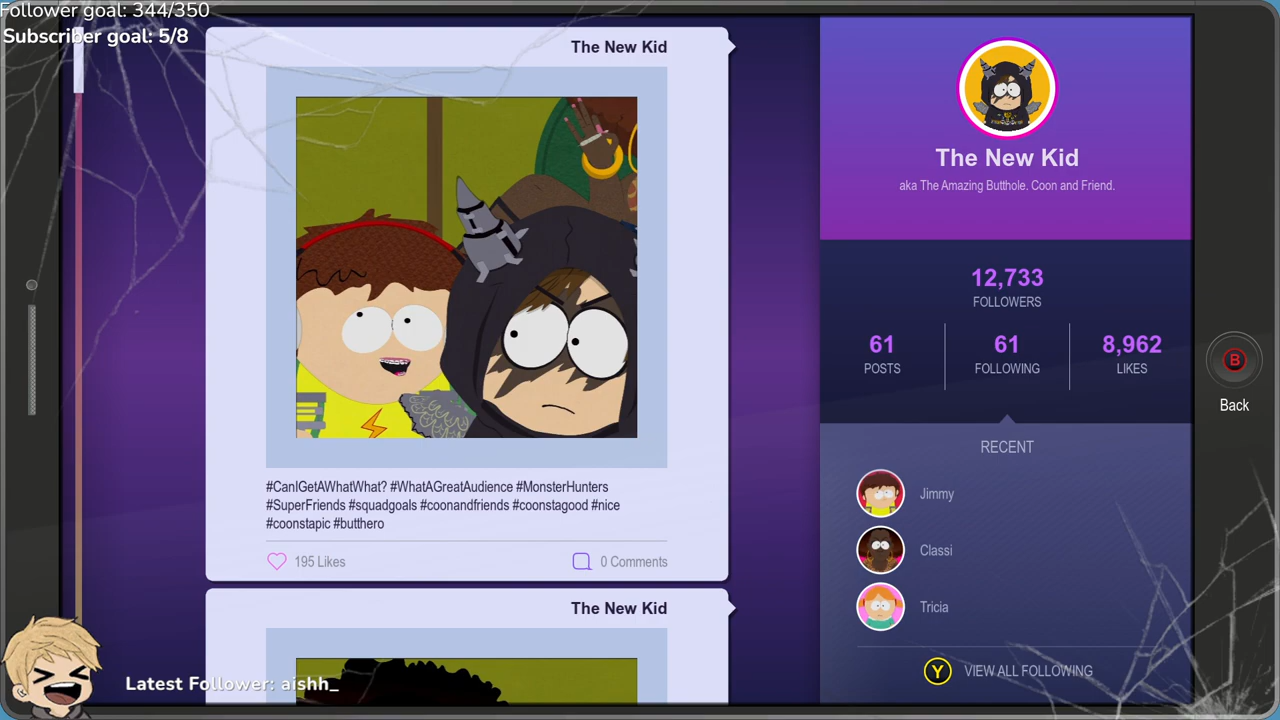 Follower goal: 344/350
Subscriber goal: 5/8
The New Kid
#CanIGetAWhatWhat? #WhatAGreatAudience #MonsterHunters
#SuperFriends #squadgoals #coonandfriends #coonstagood #nice
#coonstapic #butthero
195 Likes
0 Comments
The New Kid
Latest Follower: aishh_
The New Kid
aka The Amazing Butthole. Coon and Friend.
12,733
FOLLOWERS
61
POSTS
61
FOLLOWING
8,962
LIKES
RECENT
Jimmy
Classi
Tricia
Y VIEW ALL FOLLOWING
B
Back